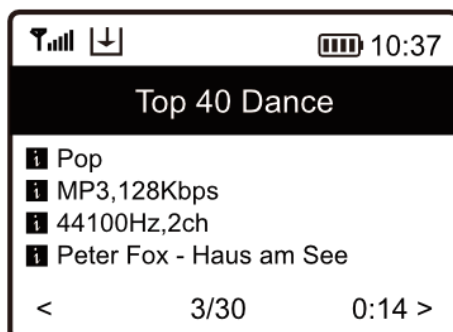 10:37
Top 40 Dance
i Pop
i MP3,128Kbps
i 44100Hz,2ch
i Peter Fox - Haus am See
< 3/30 0:14 >